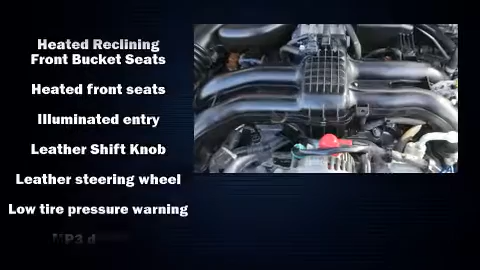 Heated Reclining
Front Bucket Seats
Heated front seats
Illuminated entry
Leather Shift Knob
Leather steering wheel
Low tire pressure warning
MP3